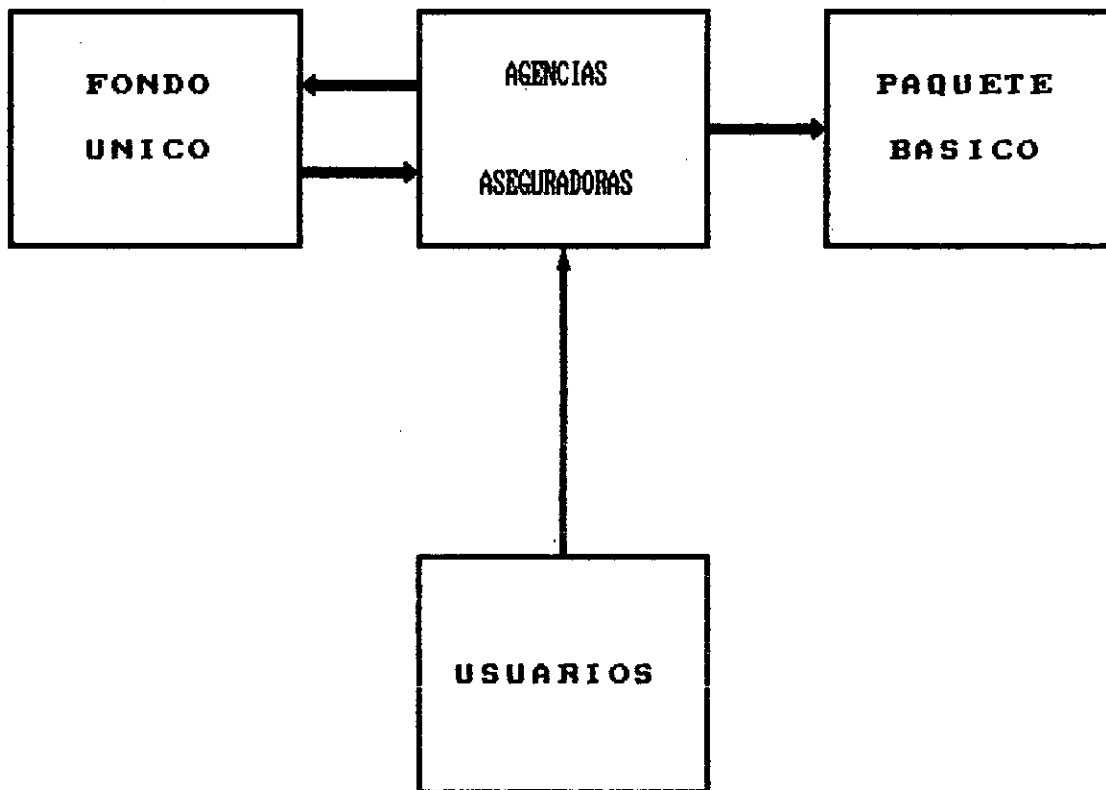 FONDO
UNICO
AGENCIAS
ASEGURADORAS
PAQUETE
BASICO
USUARIOS